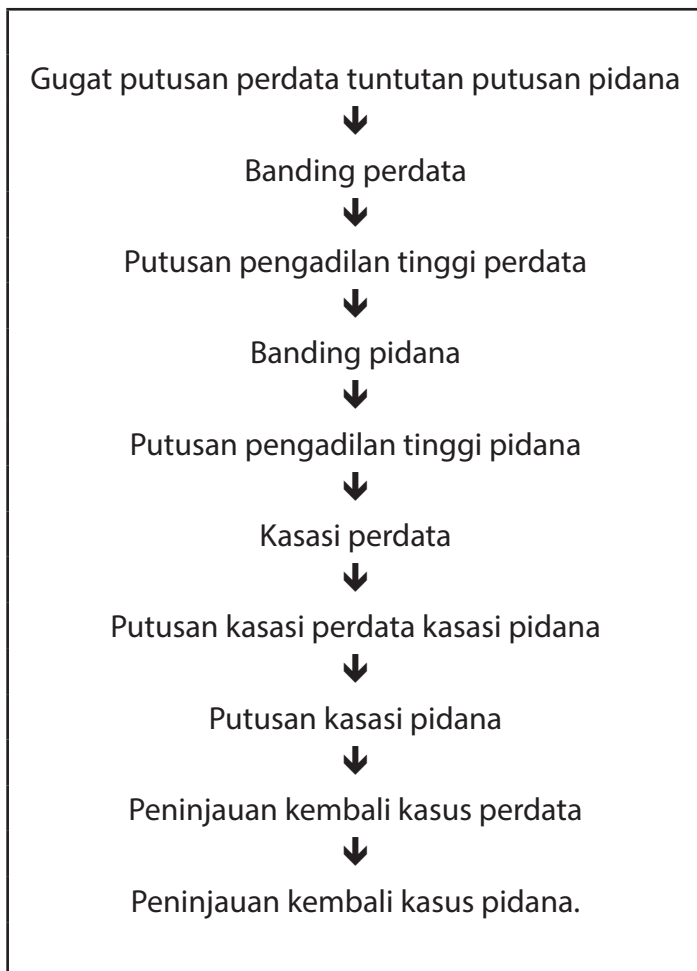 Gugat putusan perdata tuntutan putusan pidana
Banding perdata
Putusan pengadilan tinggi perdata
Banding pidana
Putusan pengadilan tinggi pidana
Kasasi perdata
Putusan kasasi perdata kasasi pidana
Putusan kasasi pidana
Peninjauan kembali kasus perdata
Peninjauan kembali kasus pidana.